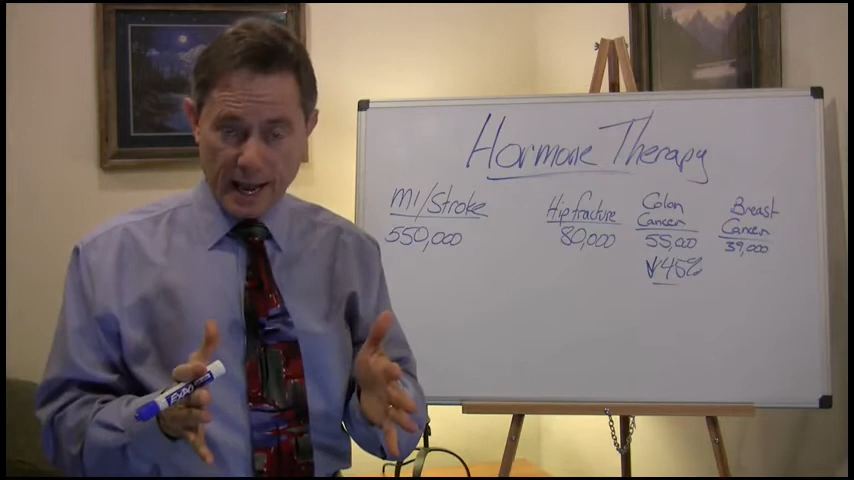 Hormone Therapy
MI/Stroke
550,000
Hip fracture
80,000
Colon
Cancer
55,000
↓45%
Breast
Cancer
39,000
EXPO